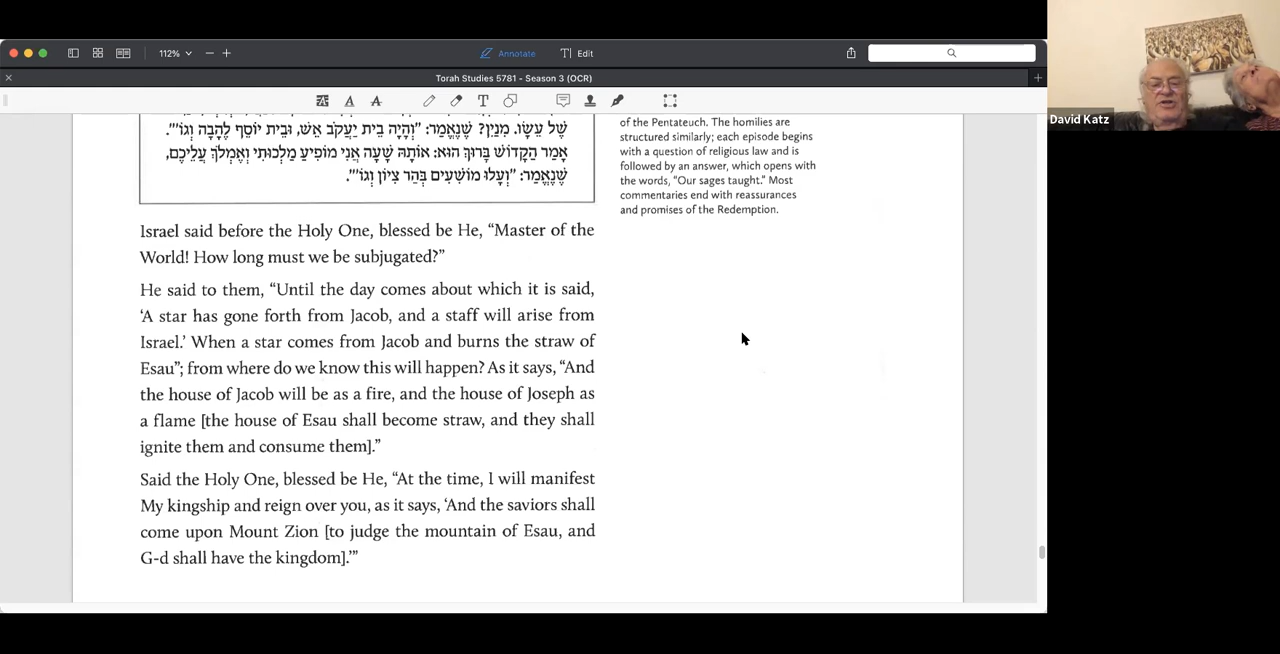 112%
Annotate
Edit
Torah Studies 5781 - Season 3 (OCR)
David Katz
של עֵשָׂו. מִנַּיִן? שֶׁנֶּאֱמַר: "וְהָיָה בֵית יַעֲקֹב אֵשׁ, וּבֵית יוֹסֵף לֶהָבָה וְגוֹ'".
אָמַר הַקָּדוֹשׁ בָּרוּךְ הוּא: אוֹתָהּ שָׁעָה אֲנִי מוֹפִיעַ מַלְכוּתִי וְאֶמְלֹךְ עֲלֵיכֶם,
שֶׁנֶּאֱמַר: "וְעָלוּ מוֹשִׁעִים בְּהַר צִיּוֹן וְגוֹ'".
of the Pentateuch. The homilies are
structured similarly; each episode begins
with a question of religious law and is
followed by an answer, which opens with
the words, "Our sages taught." Most
commentaries end with reassurances
and promises of the Redemption.
Israel said before the Holy One, blessed be He, "Master of the
World! How long must we be subjugated?"
He said to them, "Until the day comes about which it is said,
'A star has gone forth from Jacob, and a staff will arise from
Israel.' When a star comes from Jacob and burns the straw of
Esau"; from where do we know this will happen? As it says, "And
the house of Jacob will be as a fire, and the house of Joseph as
a flame [the house of Esau shall become straw, and they shall
ignite them and consume them]."
Said the Holy One, blessed be He, "At the time, I will manifest
My kingship and reign over you, as it says, 'And the saviors shall
come upon Mount Zion [to judge the mountain of Esau, and
G-d shall have the kingdom].'"